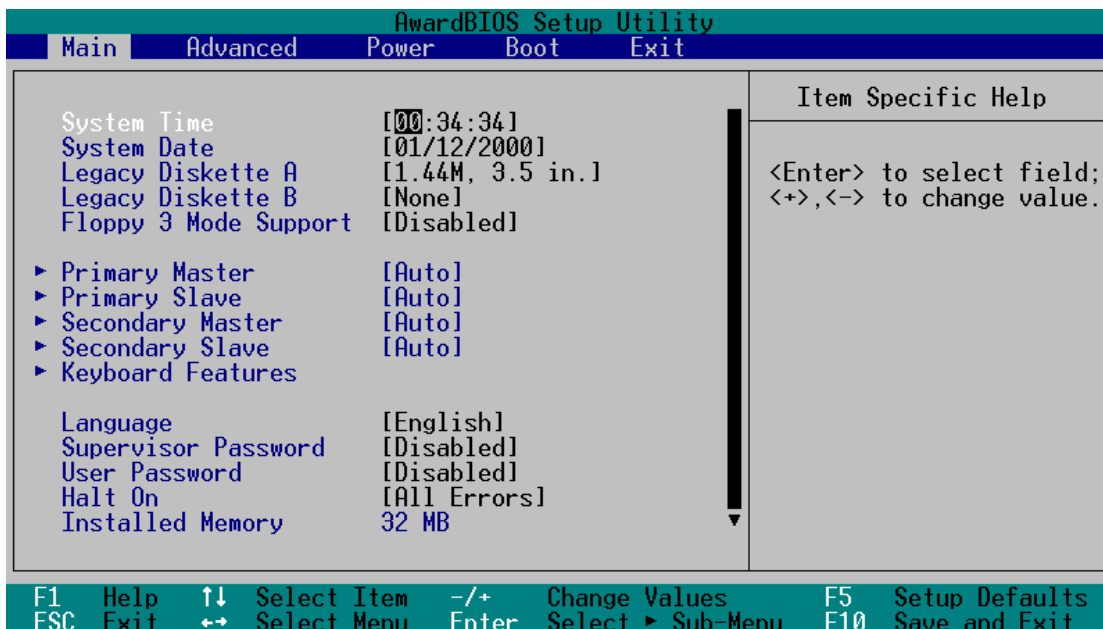 AwardBIOS Setup Utility
Main Advanced Power Boot Exit
Item Specific Help
System Time [00:34:34]
System Date [01/12/2000]
Legacy Diskette A [1.44M, 3.5 in.]
Legacy Diskette B [None]
Floppy 3 Mode Support [Disabled]
▶ Primary Master [Auto]
▶ Primary Slave [Auto]
▶ Secondary Master [Auto]
▶ Secondary Slave [Auto]
▶ Keyboard Features
Language [English]
Supervisor Password [Disabled]
User Password [Disabled]
Halt On [All Errors]
Installed Memory 32 MB
<Enter> to select field;
<+>,<-> to change value.
F1 Help ↑↓ Select Item -/+ Change Values F5 Setup Defaults
ESC Exit ←→ Select Menu Enter Select ▶ Sub-Menu F10 Save and Exit